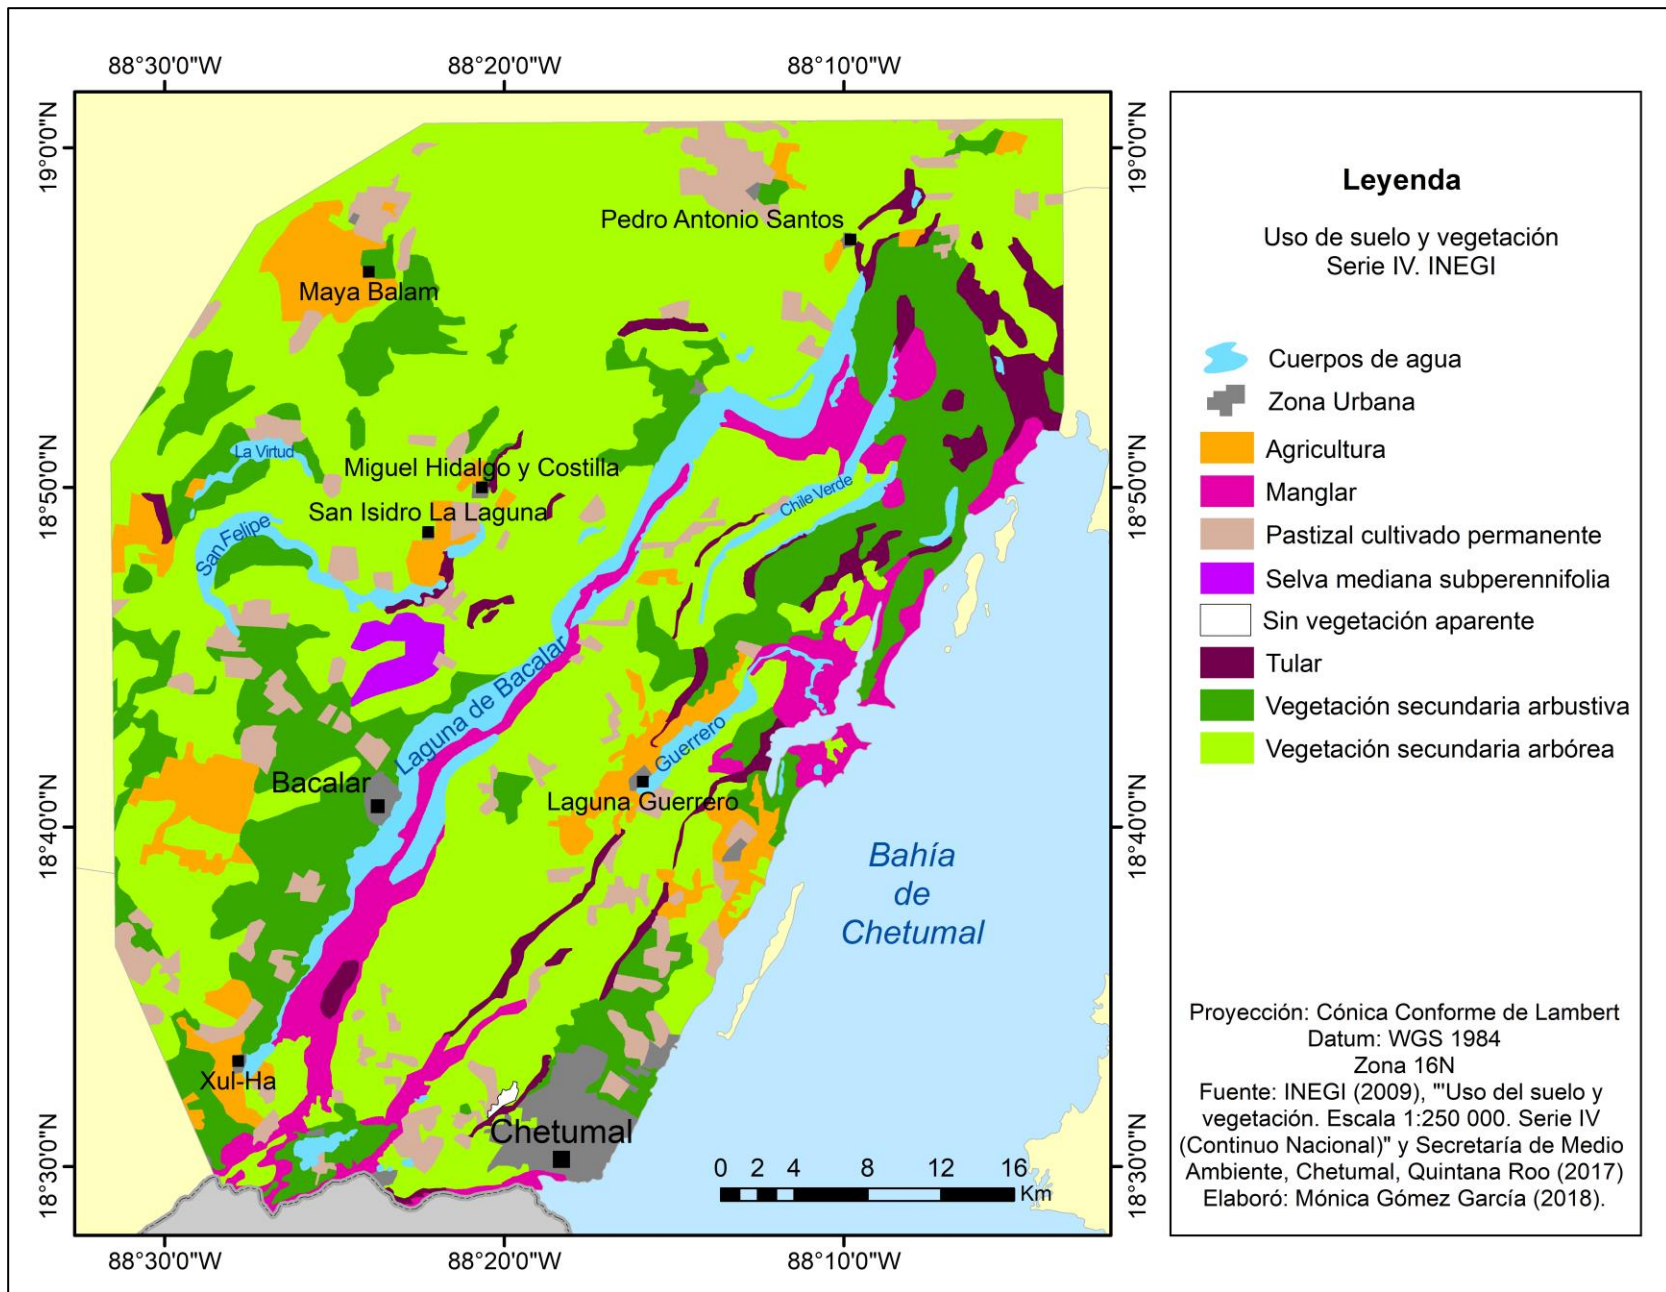 88°30'0"W
88°20'0"W
88°10'0"W
19°0'0"N
19°0'0"N
Pedro Antonio Santos
Maya Balam
La Virtud
Miguel Hidalgo y Costilla
18°50'0"N
18°50'0"N
San Isidro La Laguna
Chile Verde
San Felipe
Laguna de Bacalar
Guerrero
Bacalar
Laguna Guerrero
18°40'0"N
18°40'0"N
Bahía
de
Chetumal
Xul-Ha
Chetumal
18°30'0"N
18°30'0"N
0 2 4 8 12 16
Km
88°30'0"W
88°20'0"W
88°10'0"W
Leyenda
Uso de suelo y vegetación
Serie IV. INEGI
Cuerpos de agua
Zona Urbana
Agricultura
Manglar
Pastizal cultivado permanente
Selva mediana subperennifolia
Sin vegetación aparente
Tular
Vegetación secundaria arbustiva
Vegetación secundaria arbórea
Proyección: Cónica Conforme de Lambert
Datum: WGS 1984
Zona 16N
Fuente: INEGI (2009), "'Uso del suelo y
vegetación. Escala 1:250 000. Serie IV
(Continuo Nacional)" y Secretaría de Medio
Ambiente, Chetumal, Quintana Roo (2017)
Elaboró: Mónica Gómez García (2018).